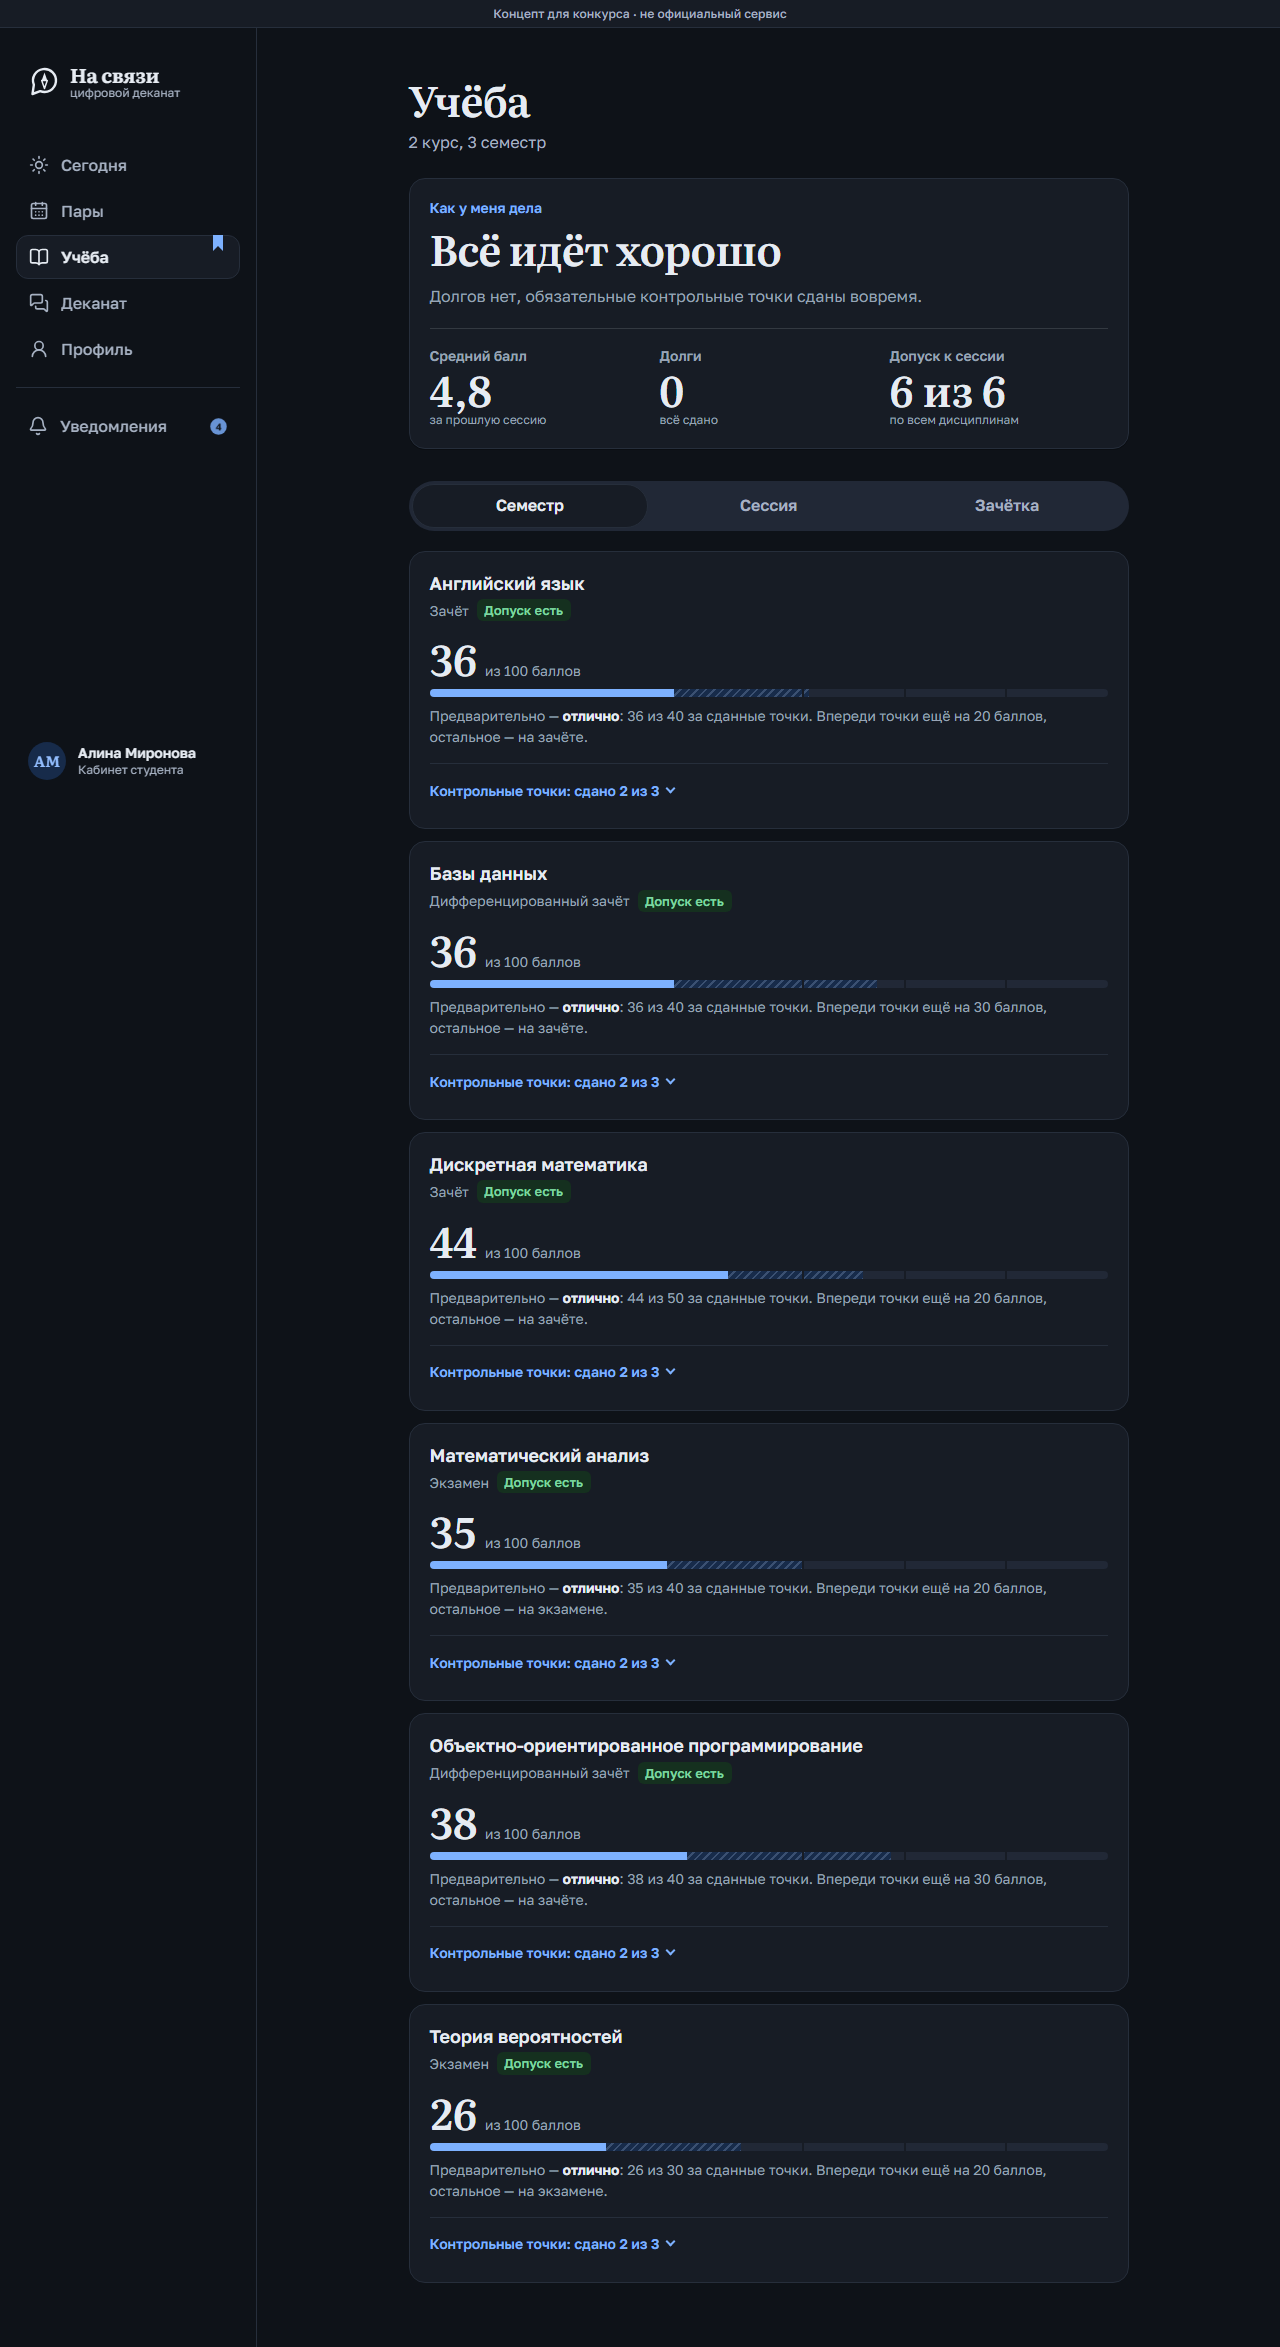 Концепт для конкурса · не официальный сервис
На связи
цифровой деканат
Сегодня
Пары
Учёба
Деканат
Профиль
Уведомления
4
АМ
Алина Миронова
Кабинет студента
Учёба
2 курс, 3 семестр
Как у меня дела
Всё идёт хорошо
Долгов нет, обязательные контрольные точки сданы вовремя.
Средний балл
4,8
за прошлую сессию
Долги
0
всё сдано
Допуск к сессии
6 из 6
по всем дисциплинам
Семестр
Сессия
Зачётка
Английский язык
Зачёт Допуск есть
36 из 100 баллов
Предварительно — отлично: 36 из 40 за сданные точки. Впереди точки ещё на 20 баллов,
остальное — на зачёте.
Контрольные точки: сдано 2 из 3
Базы данных
Дифференцированный зачёт Допуск есть
36 из 100 баллов
Предварительно — отлично: 36 из 40 за сданные точки. Впереди точки ещё на 30 баллов,
остальное — на зачёте.
Контрольные точки: сдано 2 из 3
Дискретная математика
Зачёт Допуск есть
44 из 100 баллов
Предварительно — отлично: 44 из 50 за сданные точки. Впереди точки ещё на 20 баллов,
остальное — на зачёте.
Контрольные точки: сдано 2 из 3
Математический анализ
Экзамен Допуск есть
35 из 100 баллов
Предварительно — отлично: 35 из 40 за сданные точки. Впереди точки ещё на 20 баллов,
остальное — на экзамене.
Контрольные точки: сдано 2 из 3
Объектно-ориентированное программирование
Дифференцированный зачёт Допуск есть
38 из 100 баллов
Предварительно — отлично: 38 из 40 за сданные точки. Впереди точки ещё на 30 баллов,
остальное — на зачёте.
Контрольные точки: сдано 2 из 3
Теория вероятностей
Экзамен Допуск есть
26 из 100 баллов
Предварительно — отлично: 26 из 30 за сданные точки. Впереди точки ещё на 20 баллов,
остальное — на экзамене.
Контрольные точки: сдано 2 из 3